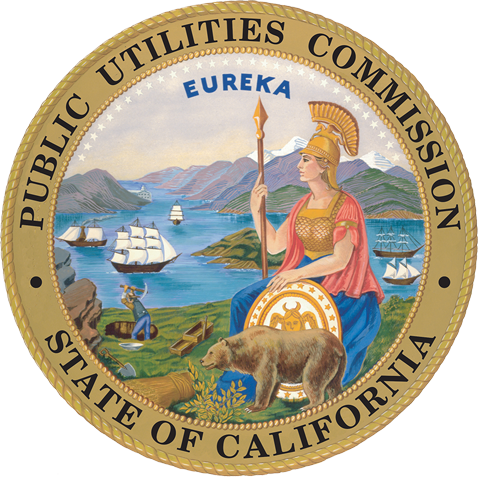 PUBLIC UTILITIES COMMISSION
EUREKA
STATE OF CALIFORNIA